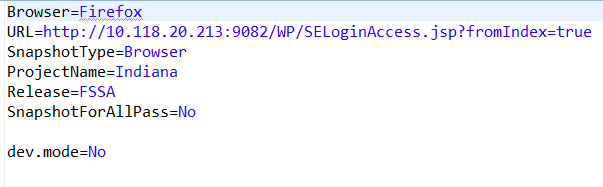 Browser=Firefox
URL=http://10.118.20.213:9082/WP/SELoginAccess.jsp?fromIndex=true
SnapshotType=Browser
ProjectName=Indiana
Release=FSSA
SnapshotForAllPass=No
dev.mode=No